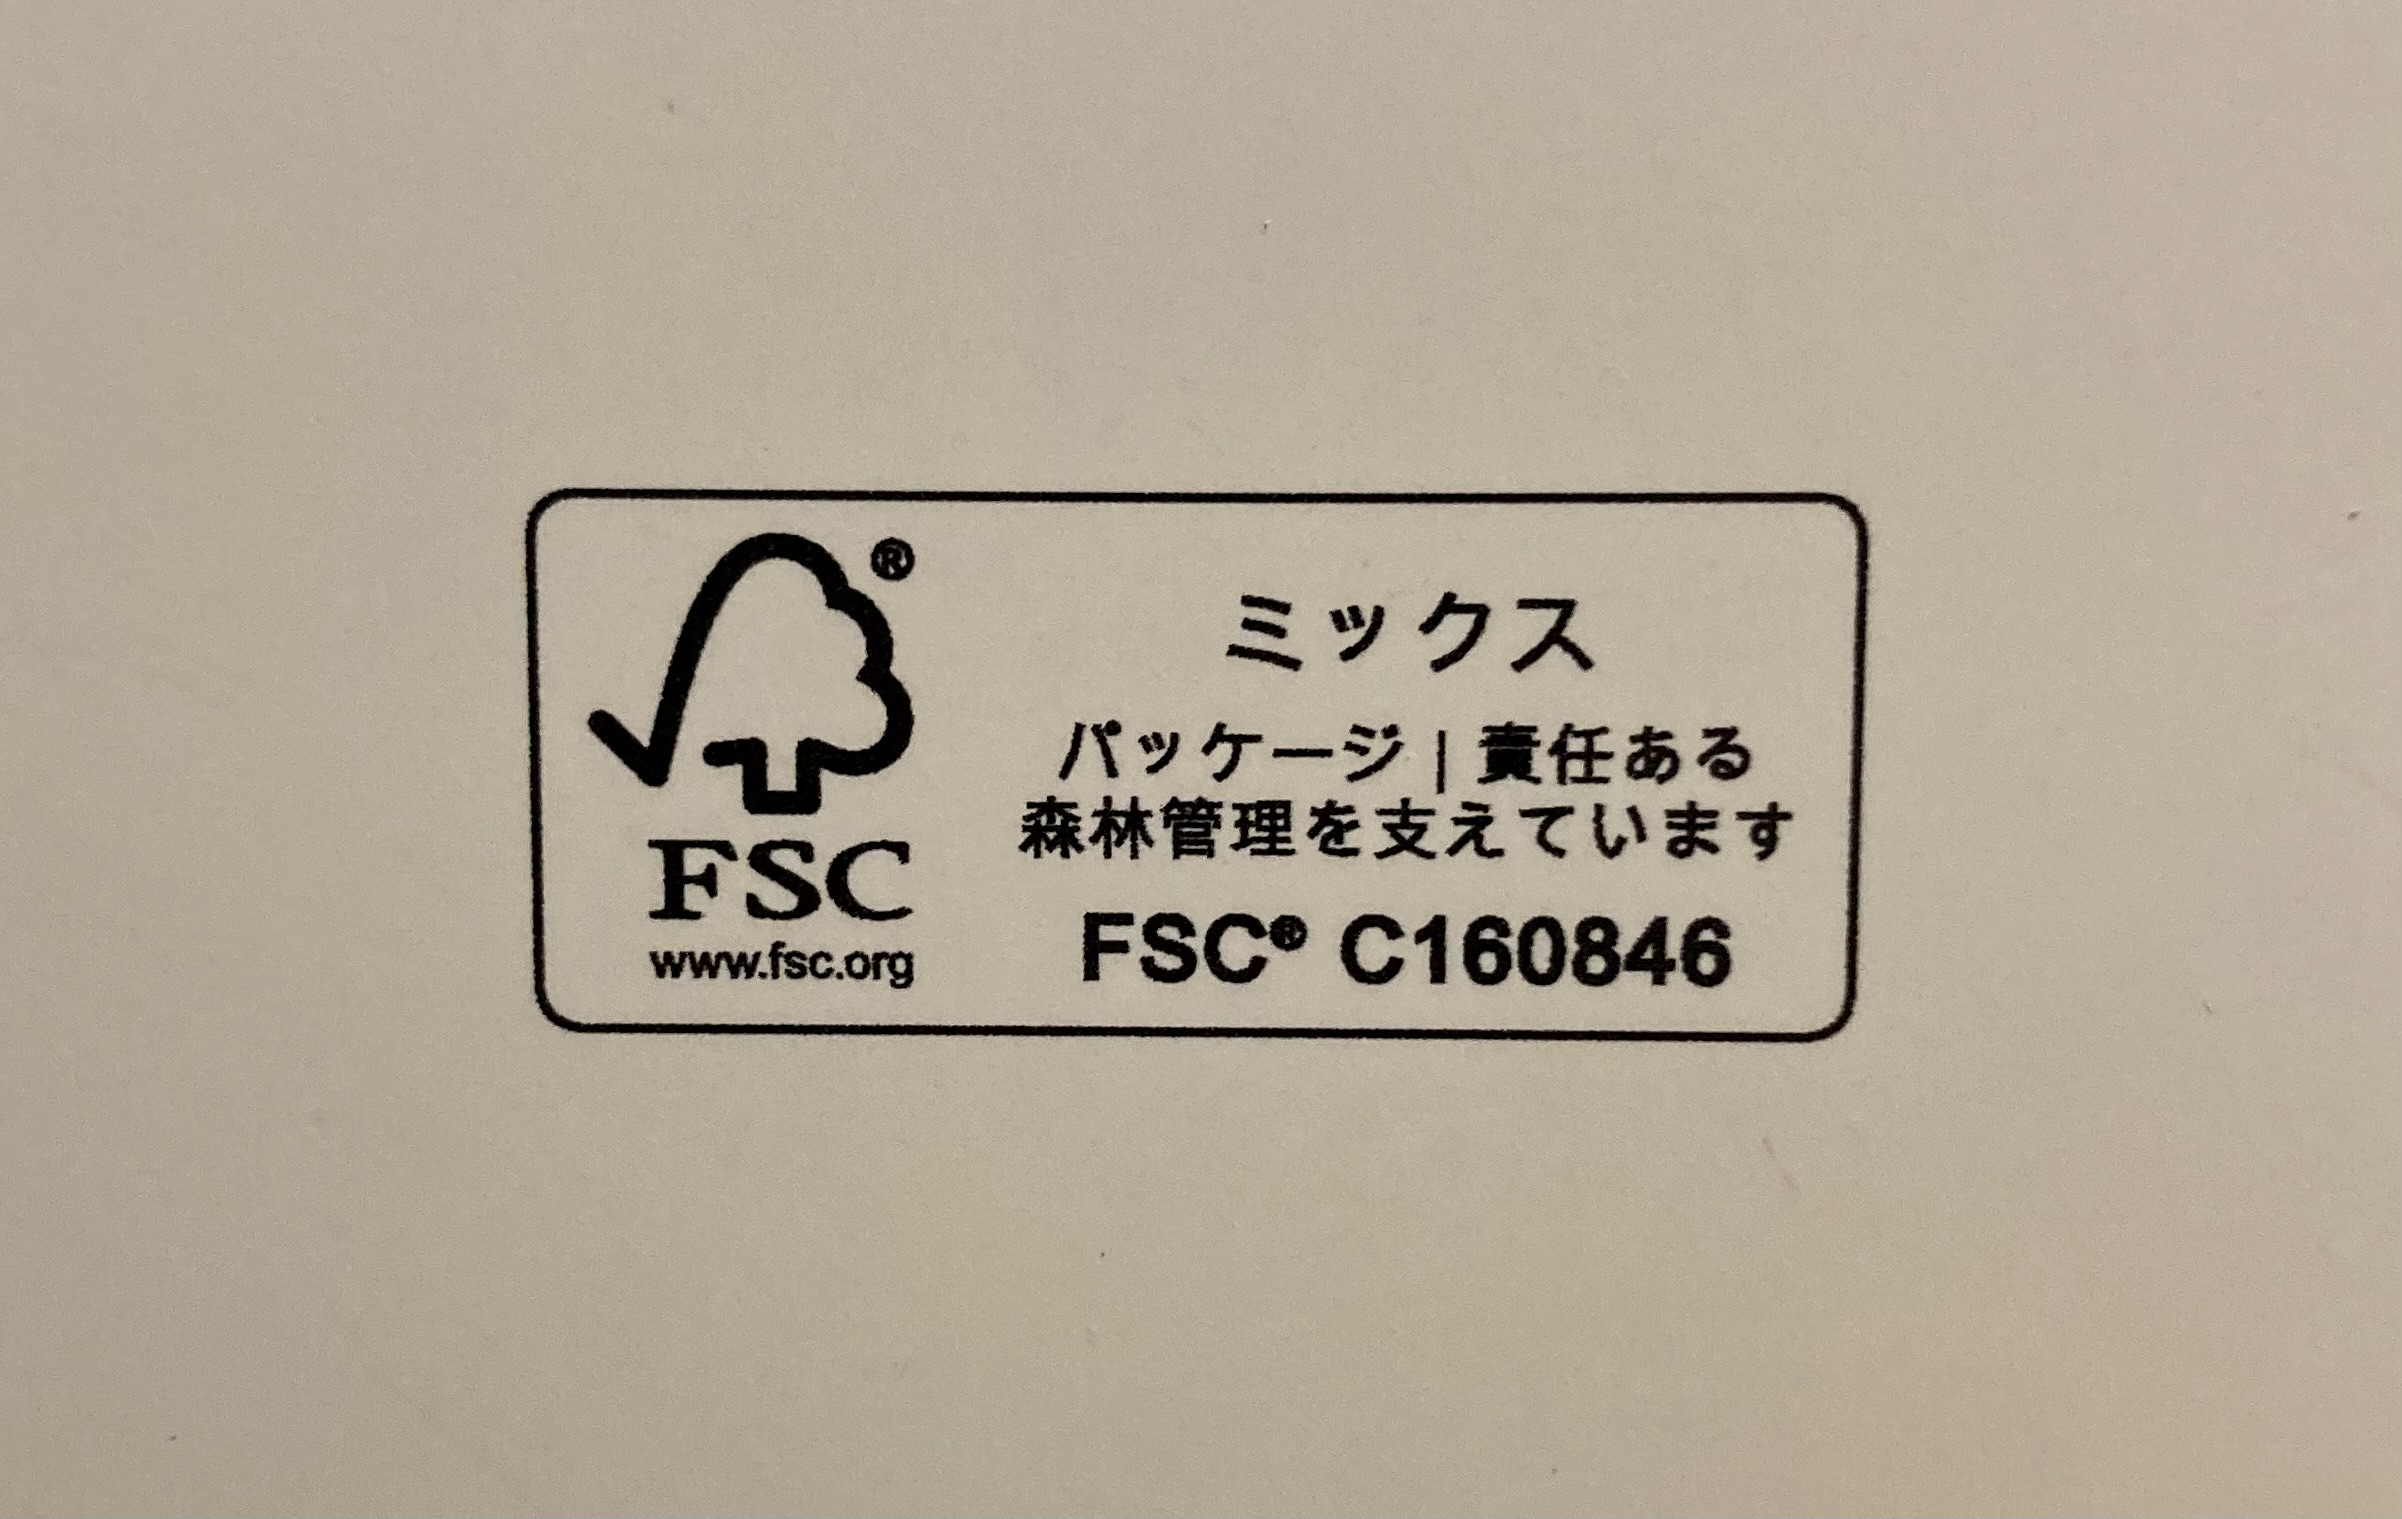 ®
FSC
www.fsc.org
ミックス
パッケージ | 責任ある
森林管理を支えています
FSC® C160846